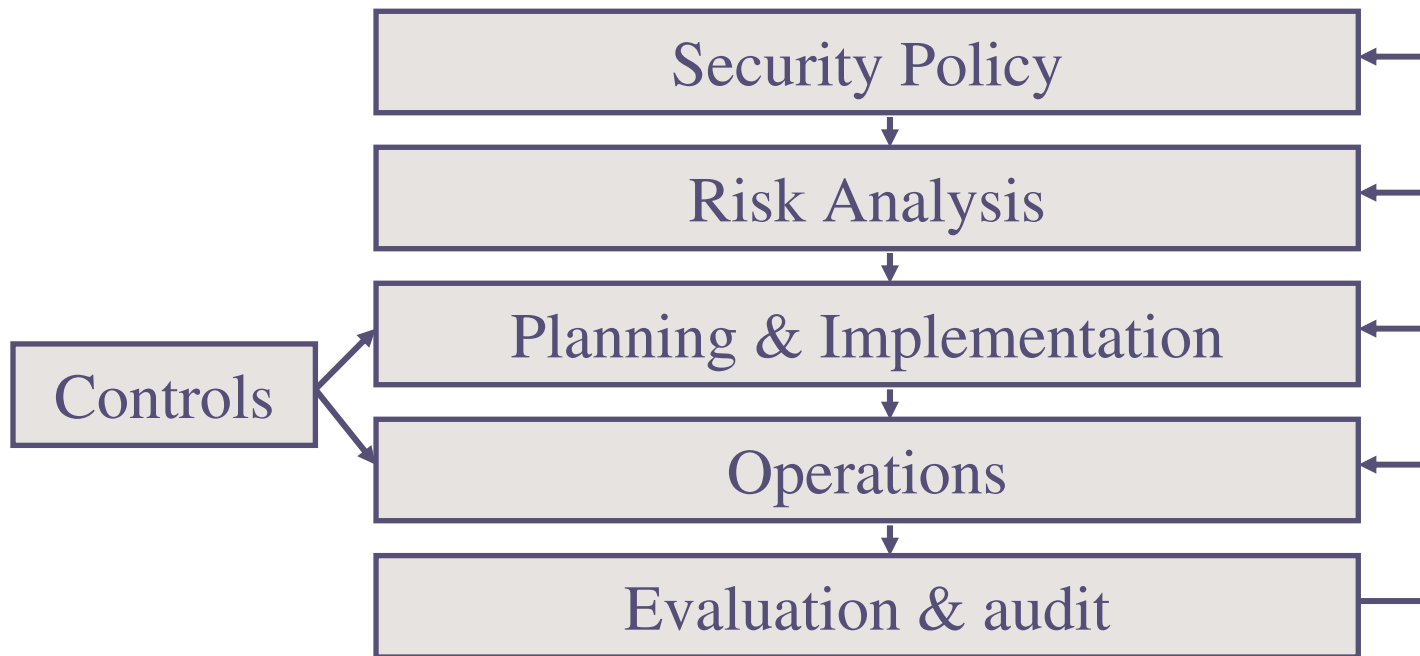 Security Policy
Risk Analysis
Planning & Implementation
Controls
Operations
Evaluation & audit